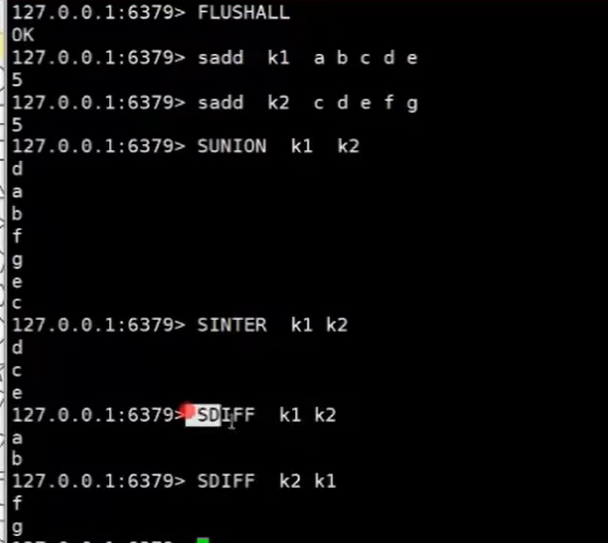 127.0.0.1:6379> FLUSHALL
OK
127.0.0.1:6379> sadd k1 a b c d e
5
127.0.0.1:6379> sadd k2 c d e f g
5
127.0.0.1:6379> SUNION k1 k2
d
a
b
f
g
e
c
127.0.0.1:6379> SINTER k1 k2
d
c
e
127.0.0.1:6379> SDIFF k1 k2
a
b
127.0.0.1:6379> SDIFF k2 k1
f
g